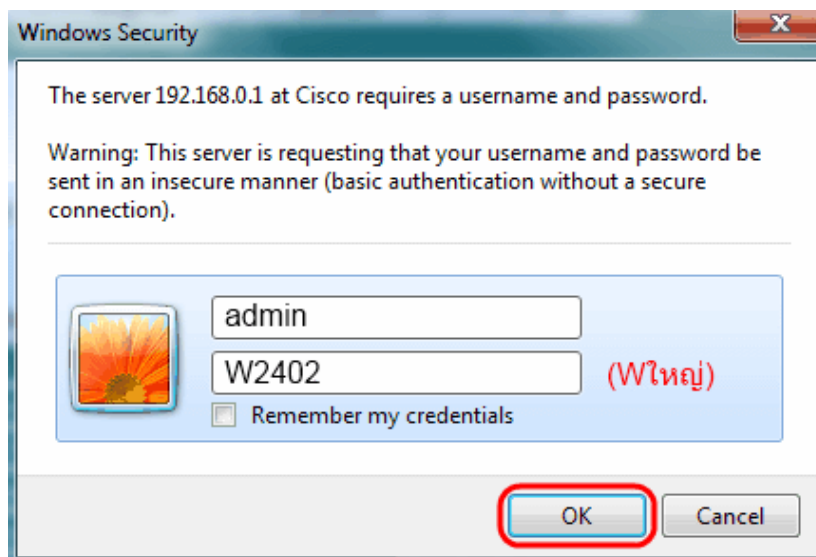 Windows Security
The server 192.168.0.1 at Cisco requires a username and password.
Warning: This server is requesting that your username and password be
sent in an insecure manner (basic authentication without a secure
connection).
admin
W2402 (Wใหญ่)
Remember my credentials
OK Cancel